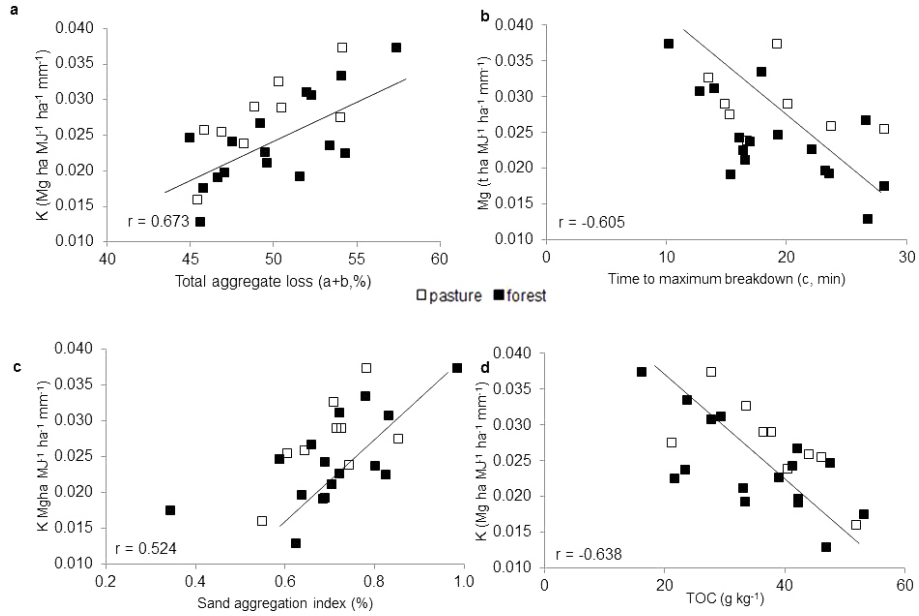 a
0.040
0.035
0.030
0.025
0.020
0.015
0.010
K (Mg ha MJ⁻¹ ha⁻¹ mm⁻¹)
r = 0.673
40 45 50 55 60
Total aggregate loss (a+b,%)
b
0.040
0.035
0.030
0.025
0.020
0.015
0.010
Mg (t ha MJ⁻¹ ha⁻¹ mm⁻¹)
r = -0.605
0 10 20 30
Time to maximum breakdown (c, min)
pasture forest
c
0.040
0.035
0.030
0.025
0.020
0.015
0.010
0.005
0.000
K Mgha MJ⁻¹ ha⁻¹ mm⁻¹)
r = 0.524
0.2 0.4 0.6 0.8 1.0
Sand aggregation index (%)
d
0.040
0.035
0.030
0.025
0.020
0.015
0.010
K (Mg ha MJ⁻¹ ha⁻¹ mm⁻¹)
r = -0.638
0 20 40 60
TOC (g kg⁻¹)